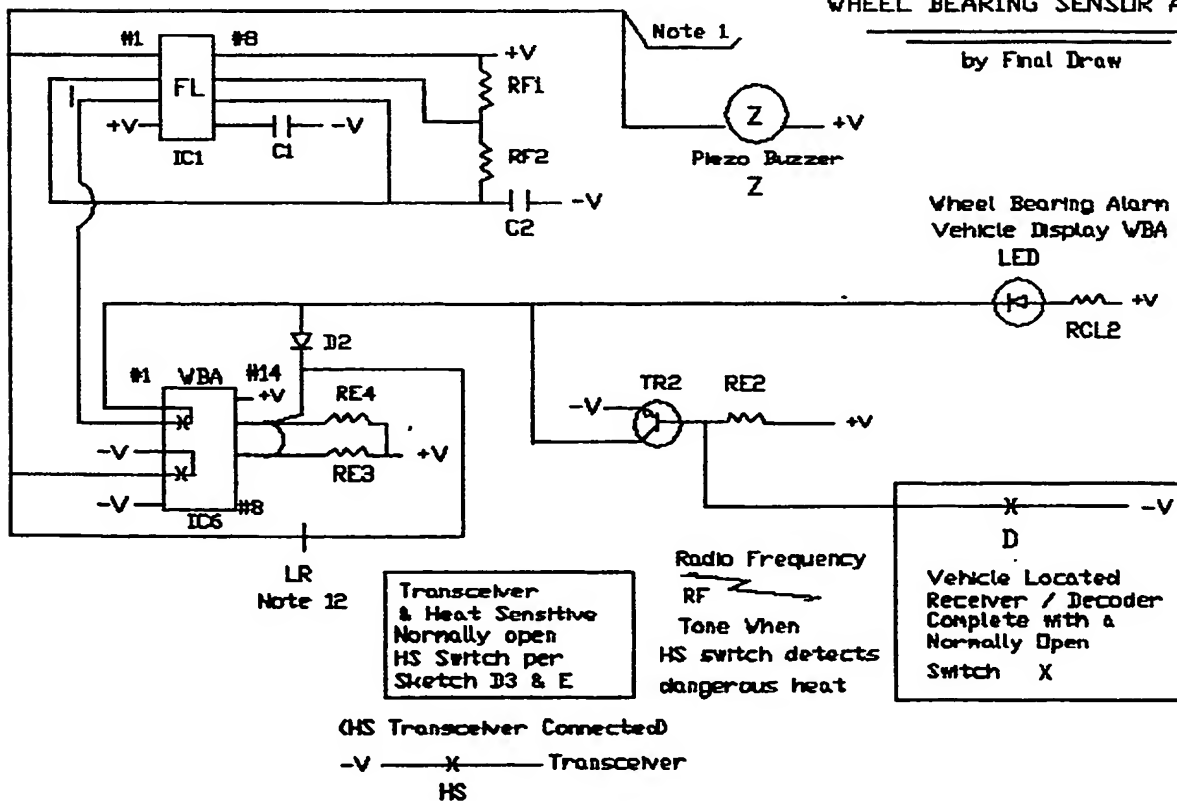 WHEEL BEARING SENSOR A
by Final Draw
Note 1
#1
#8
FL
IC1
+V
C1
-V
+V
RF1
RF2
C2
-V
Z
+V
Piezo Buzzer
Z
Wheel Bearing Alarm
Vehicle Display WBA
LED
+V
RCL2
D2
#1
WBA
#14
+V
RE4
RE3
+V
-V
-V
IC6
#8
LR
Note 12
TR2
RE2
-V
+V
Transceiver
& Heat Sensitive
Normally open
HS Switch per
Sketch D3 & E
Radio Frequency
RF
Tone When
HS switch detects
dangerous heat
X
-V
D
Vehicle Located
Receiver / Decoder
Complete with a
Normally Open
Switch X
(HS Transceiver Connected)
-V X Transceiver
HS